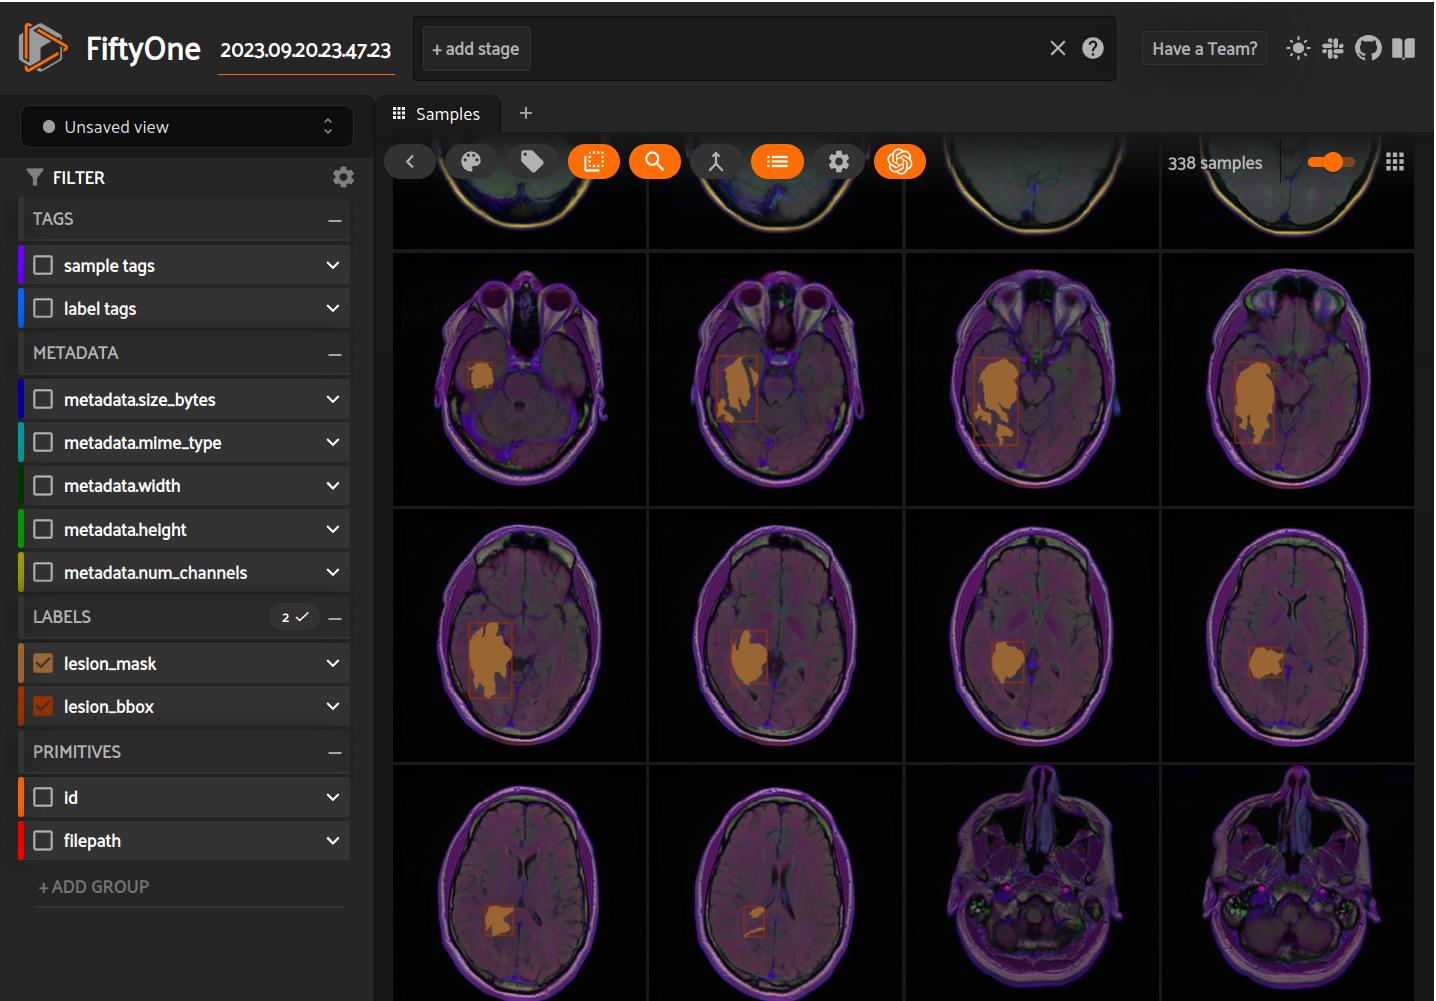 FiftyOne
2023.09.20.23.47.23
+ add stage
Have a Team?
Unsaved view
Samples
+
338 samples
FILTER
TAGS
sample tags
label tags
METADATA
metadata.size_bytes
metadata.mime_type
metadata.width
metadata.height
metadata.num_channels
LABELS
2
lesion_mask
lesion_bbox
PRIMITIVES
id
filepath
+ ADD GROUP